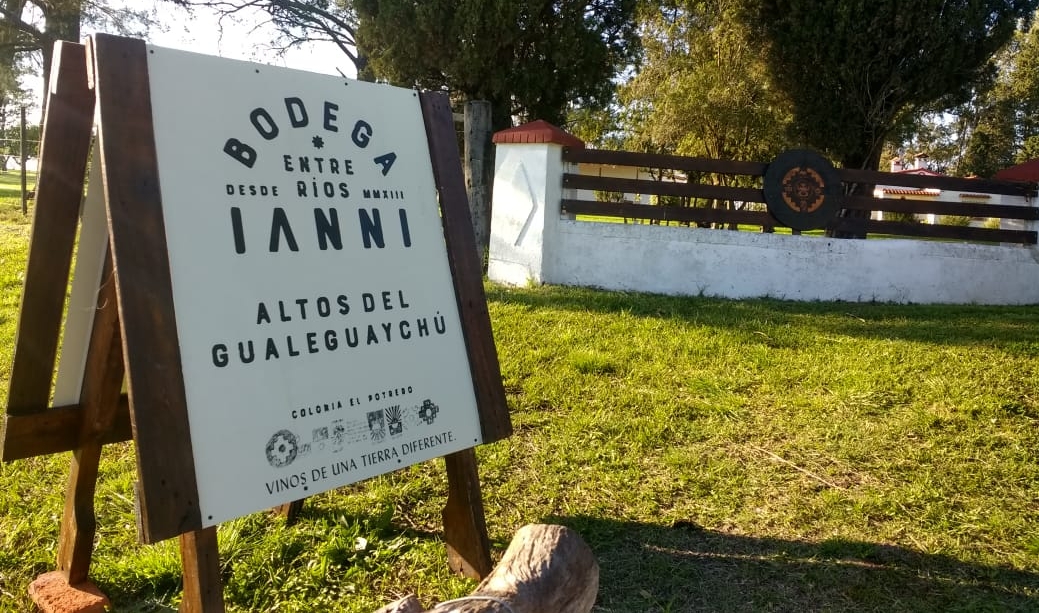 BODEGA
ENTRE
DESDE RÍOS MMXIII
IANNI
ALTOS DEL
GUALEGUAYCHÚ
COLONIA EL POTRERO
VINOS DE UNA TIERRA DIFERENTE.